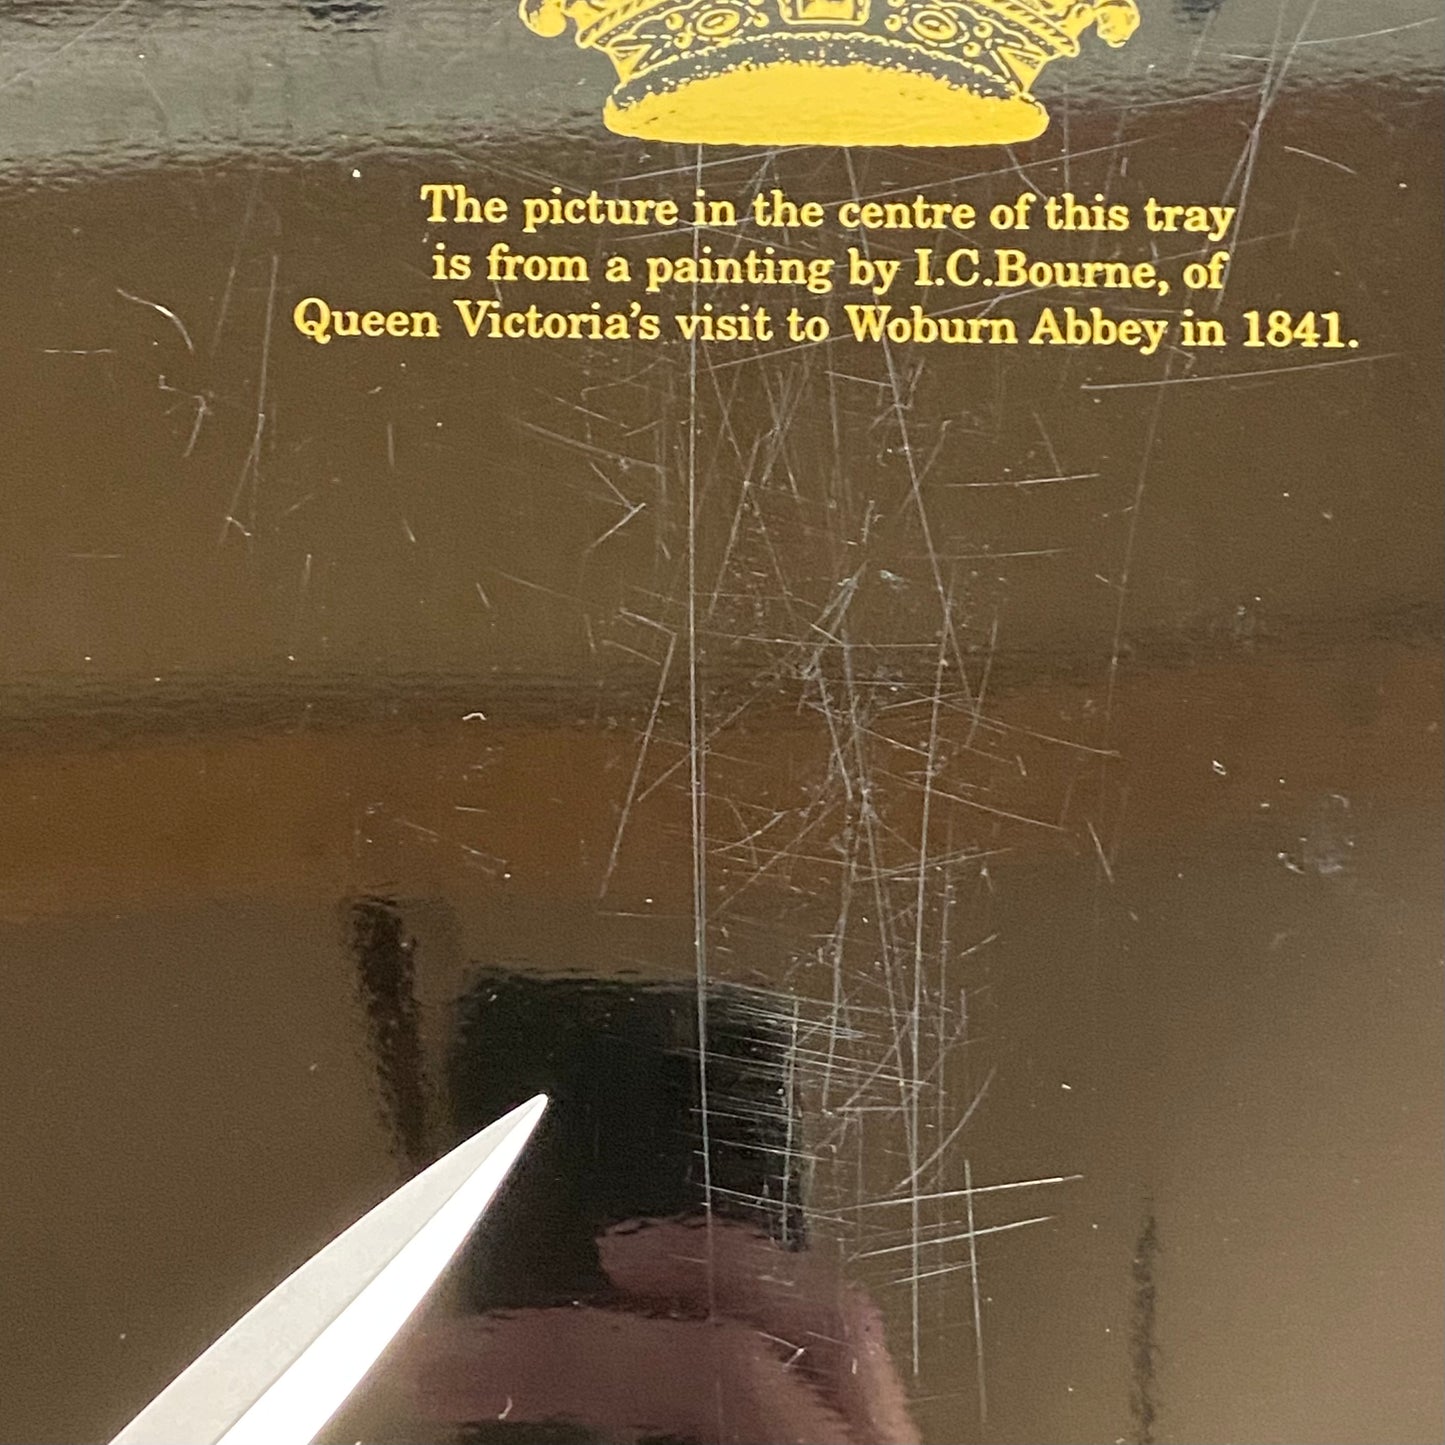 The picture in the centre of this tray
is from a painting by I.C.Bourne, of
Queen Victoria's visit to Woburn Abbey in 1841.